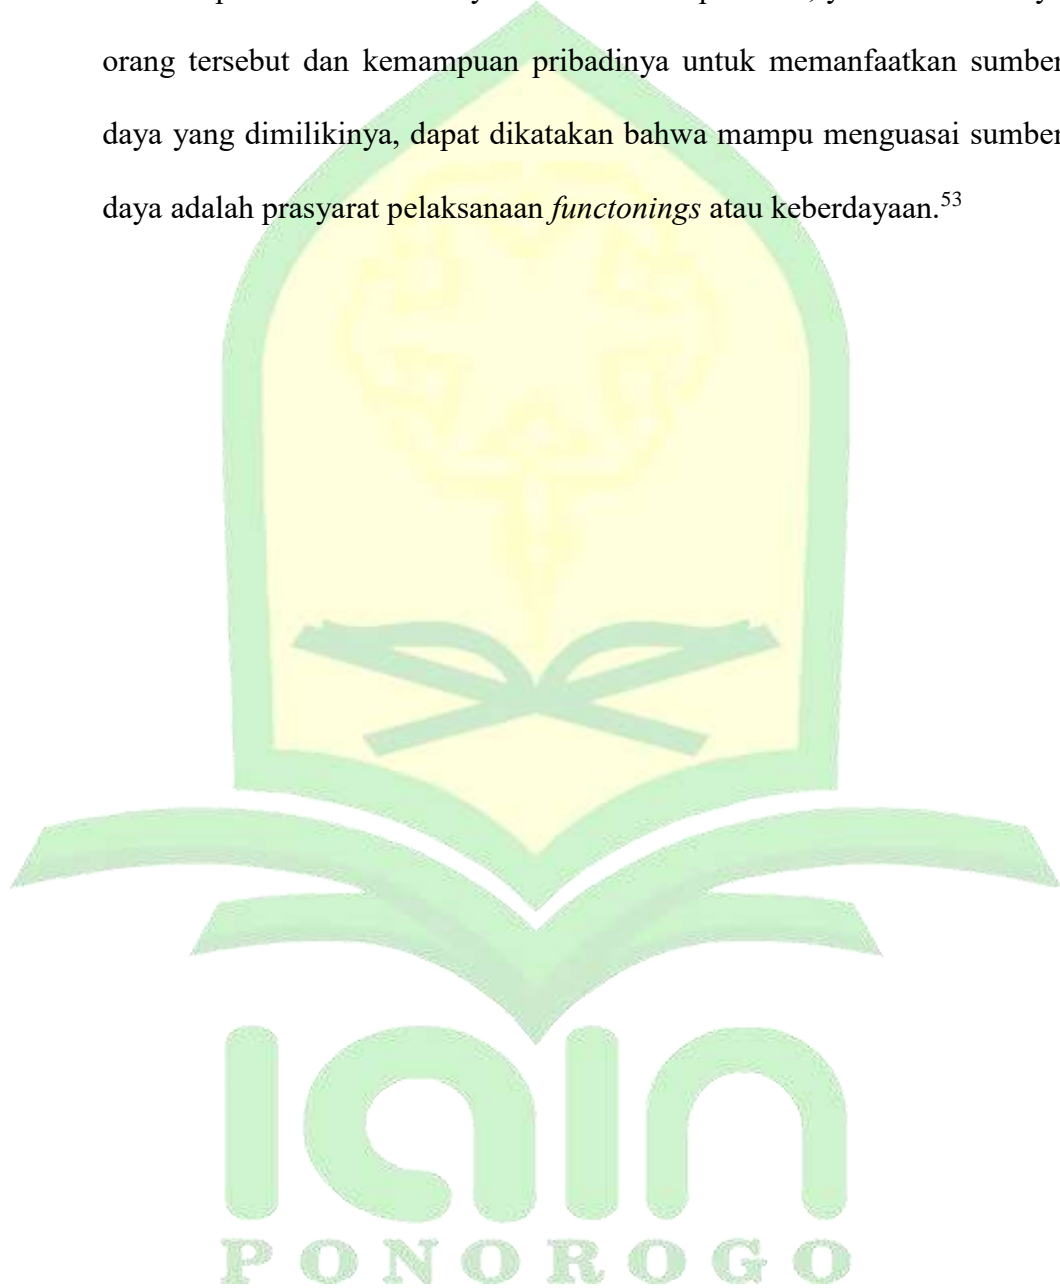 orang tersebut dan kemampuan pribadinya untuk memanfaatkan sumber
daya yang dimilikinya, dapat dikatakan bahwa mampu menguasai sumber
daya adalah prasyarat pelaksanaan functonings atau keberdayaan.53
IAIN
PONOROGO